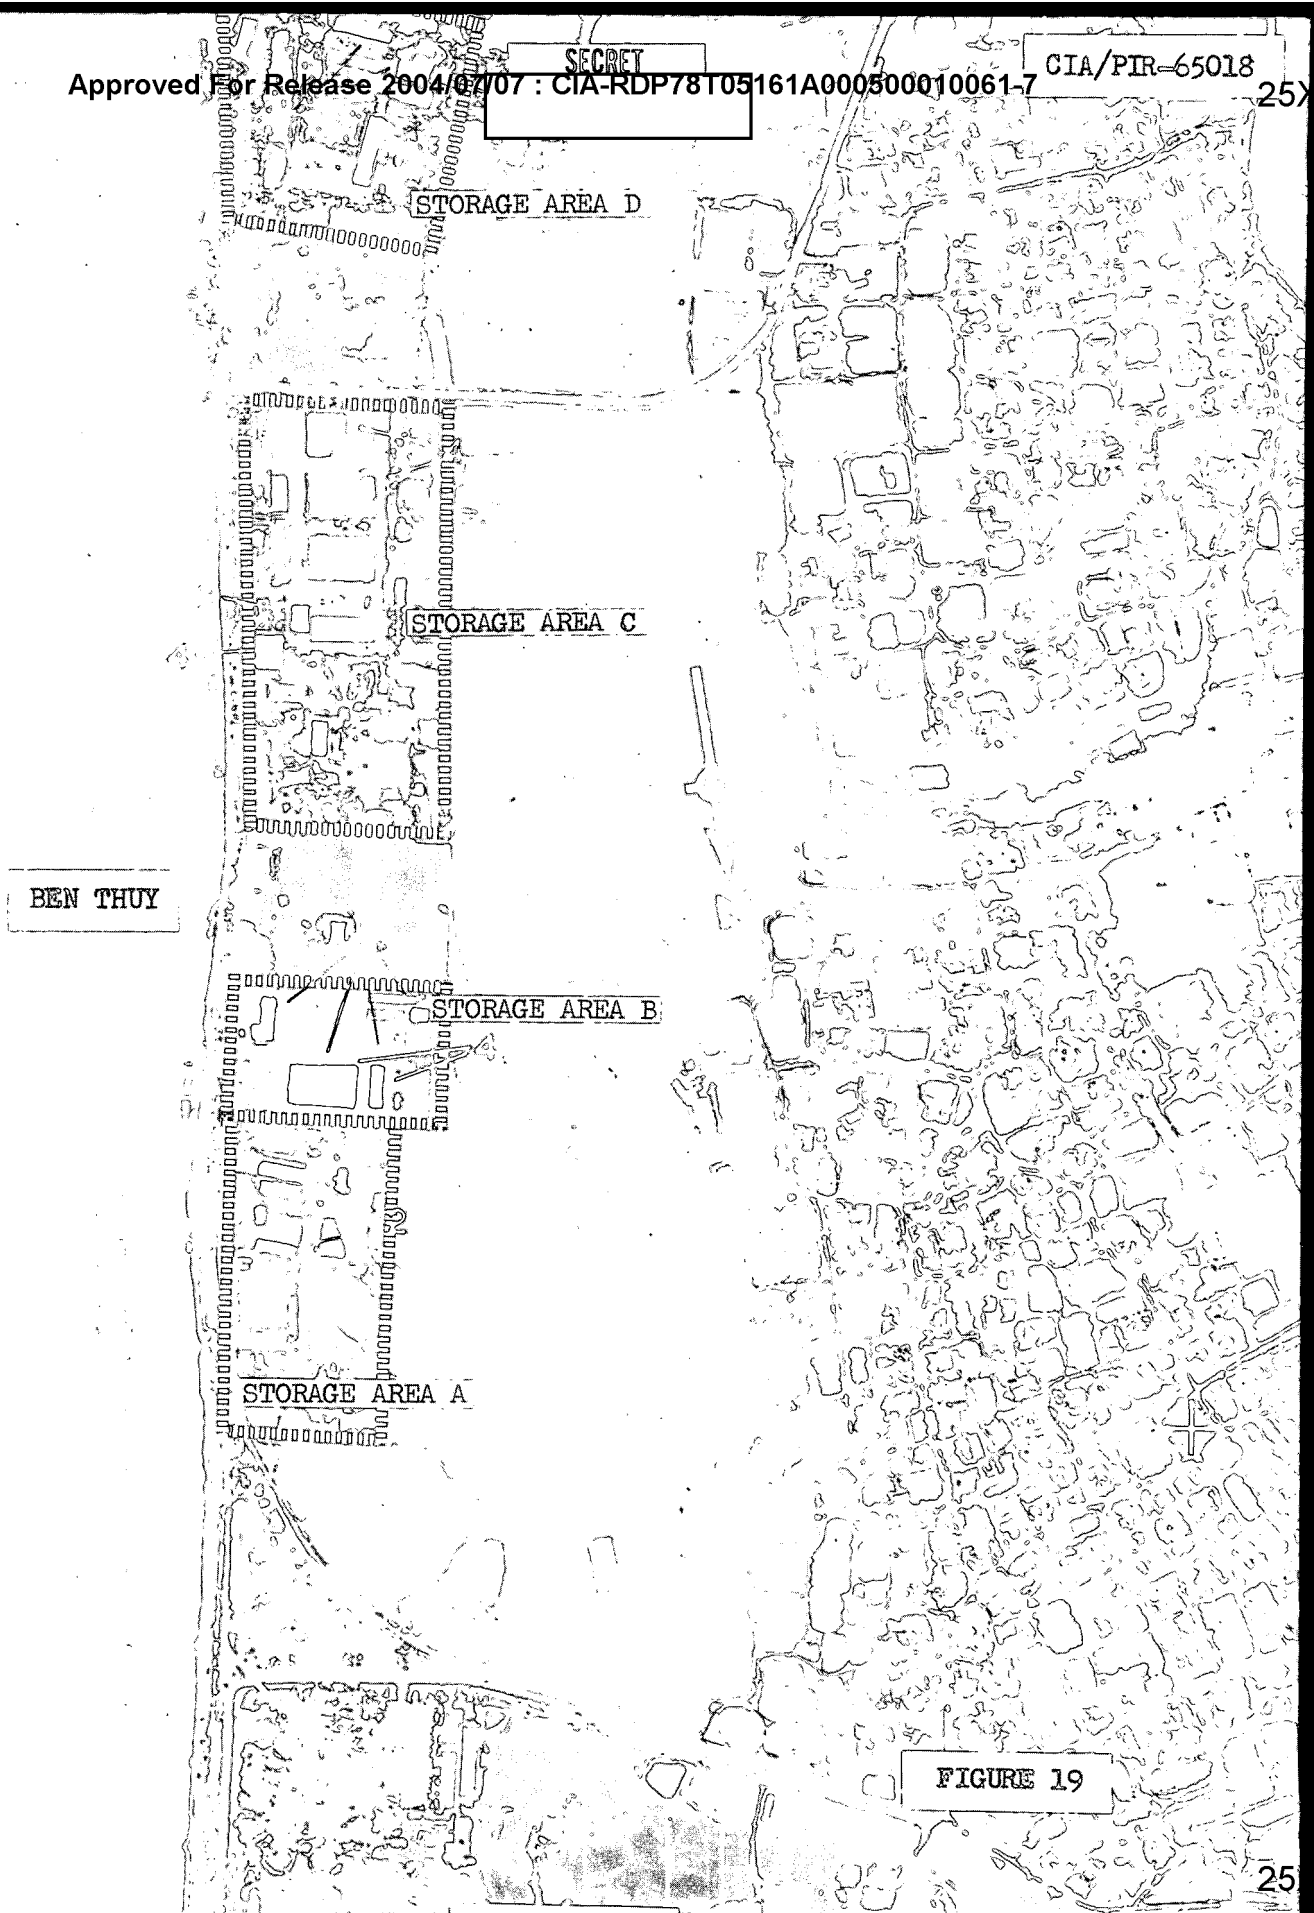 SECRET
CIA/PIR-65018
Approved For Release 2004/07/07 : CIA-RDP78T05161A000500010061-7
25X
STORAGE AREA D
STORAGE AREA C
BEN THUY
STORAGE AREA B
STORAGE AREA A
FIGURE 19
25